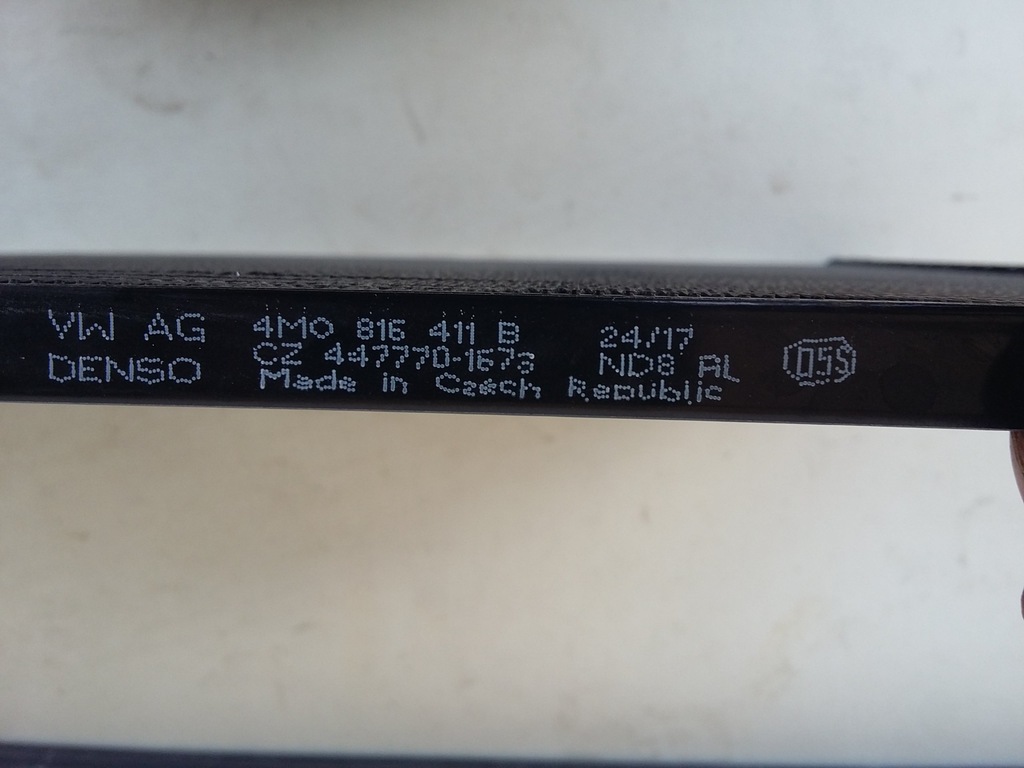 VW AG 4M0 816 411 B 24/17
DENSO CZ 447770-1673 ND8 AL 055
Made in Czech Republic